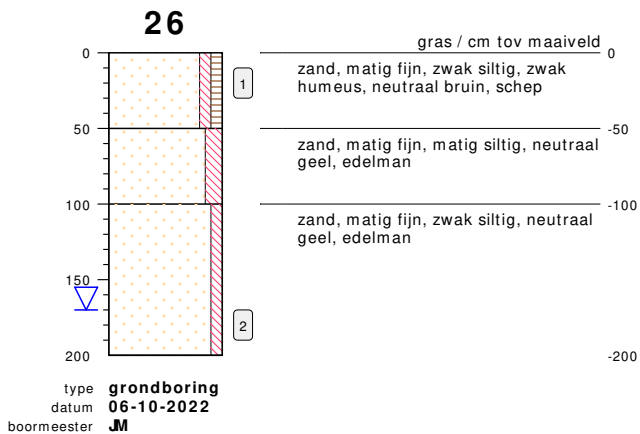 26
gras / cm tov maaiveld
0
0
zand, matig fijn, zwak siltig, zwak
humeus, neutraal bruin, schep
1
50
-50
zand, matig fijn, matig siltig, neutraal
geel, edelman
100
-100
zand, matig fijn, zwak siltig, neutraal
geel, edelman
150
2
200
-200
type grondboring
datum 06-10-2022
boormeester JM